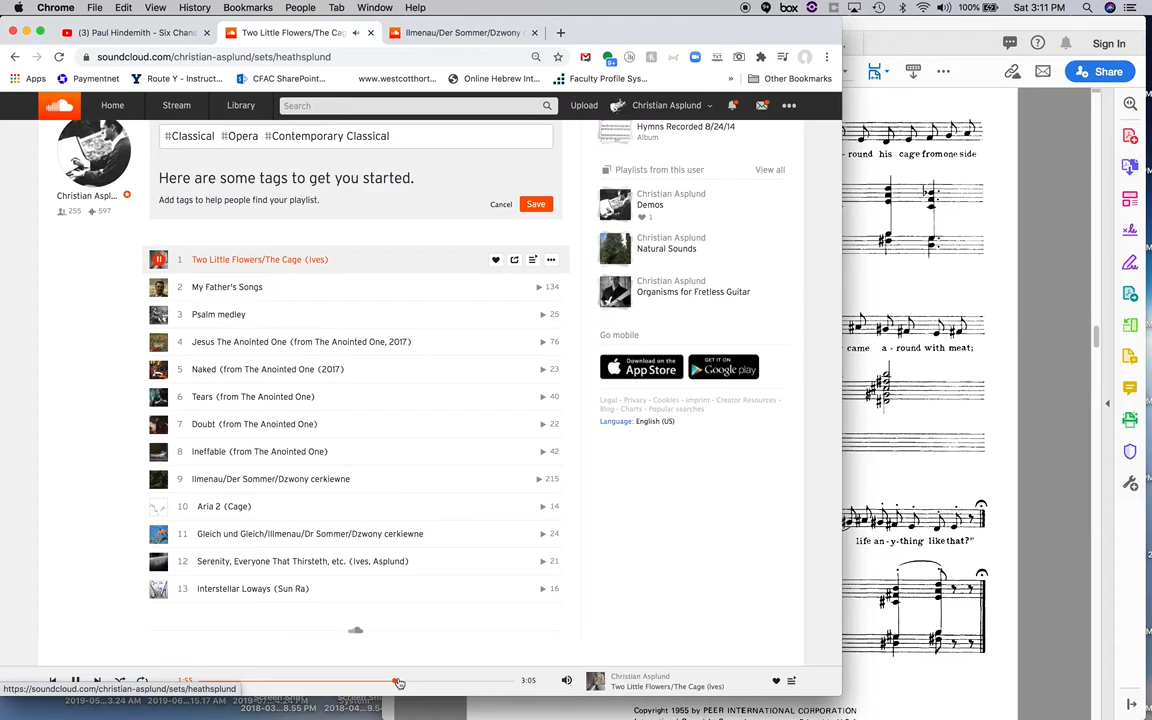 Chrome File Edit View History Bookmarks People Tab Window Help
box
100%
Sat 3:11 PM
(3) Paul Hindemith - Six Chans
Two Little Flowers/The Cag
Ilmenau/Der Sommer/Dzwony
soundcloud.com/christian-asplund/sets/heathsplund
Apps
Paymentnet
Route Y - Instruct...
CFAC SharePoint...
www.westcottthort...
Online Hebrew Int...
Faculty Profile Sys...
»
Other Bookmarks
Sign In
Share
Home
Stream
Library
Search
Upload
Christian Asplund
#Classical #Opera #Contemporary Classical
Here are some tags to get you started.
Add tags to help people find your playlist.
Cancel
Save
Christian Aspl...
255 597
1 Two Little Flowers/The Cage (Ives)
2 My Father's Songs 134
3 Psalm medley 25
4 Jesus The Anointed One (from The Anointed One, 2017) 76
5 Naked (from The Anointed One (2017) 23
6 Tears (from The Anointed One) 40
7 Doubt (from The Anointed One) 22
8 Ineffable (from The Anointed One) 42
9 Ilmenau/Der Sommer/Dzwony cerkiewne 215
10 Aria 2 (Cage) 14
11 Gleich und Gleich/Illmenau/Dr Sommer/Dzwony cerkiewne 24
12 Serenity, Everyone That Thirsteth, etc. (Ives, Asplund) 21
13 Interstellar Loways (Sun Ra) 16
Hymns Recorded 8/24/14
Album
Playlists from this user
View all
Christian Asplund
Demos
1
Christian Asplund
Natural Sounds
Christian Asplund
Organisms for Fretless Guitar
Go mobile
Download on the
App Store
GET IT ON
Google play
Legal - Privacy - Cookies - Imprint - Creator Resources -
Blog - Charts - Popular searches
Language: English (US)
1:55
3:05
Christian Asplund
Two Little Flowers/The Cage (Ives)
https://soundcloud.com/christian-asplund/sets/heathsplund
round his cage from one side
came a - round with meat;
life an-y-thing like that?"
Copyright 1955 by PEER INTERNATIONAL CORPORATION